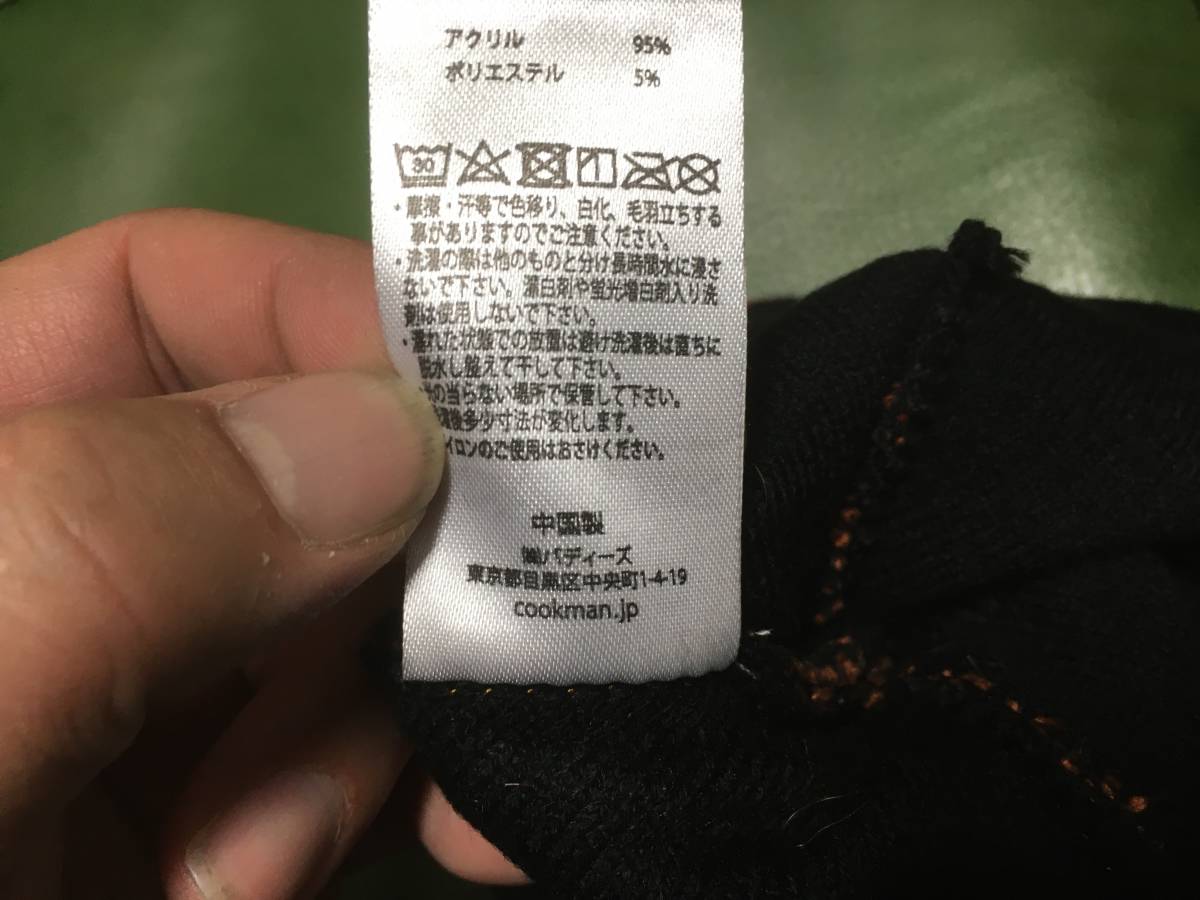 アクリル 95%
ポリエステル 5%
30
・摩擦・汗等で色移り、白化、毛羽立ちする
事がありますのでご注意ください。
・洗濯の際は他のものと分け長時間水に浸さ
ないで下さい。漂白剤や蛍光増白剤入り洗
剤は使用しないで下さい。
・濡れた状態での放置は避け洗濯後は直ちに
脱水し整えて干して下さい。
の当らない場所で保管して下さい。
濯後多少寸法が変化します。
イロンのご使用はおさけください。
中国製
㈱バディーズ
東京都目黒区中央町1-4-19
cookman.jp